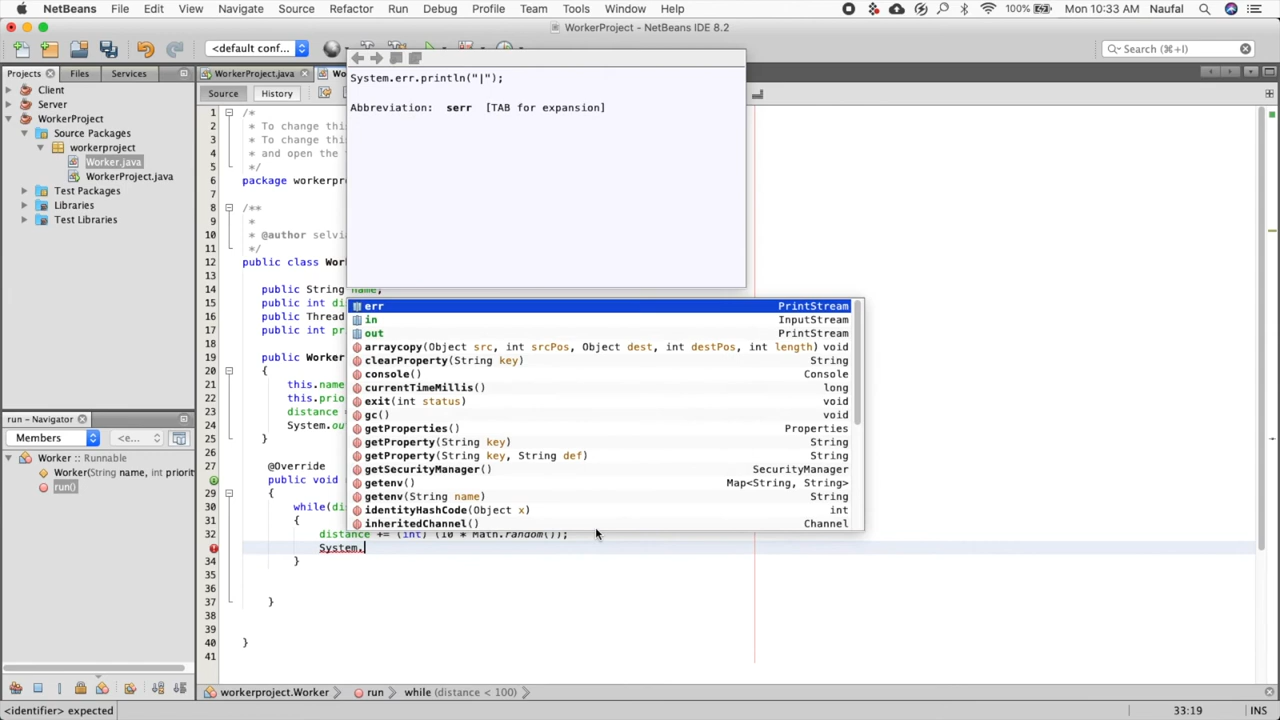 NetBeans File Edit View Navigate Source Refactor Run Debug Profile Team Tools Window Help 100% Mon 10:33 AM Naufal
WorkerProject - NetBeans IDE 8.2
<default conf...
Search (⌘+I)
Projects Files Services
WorkerProject.java
Source History
Client
Server
WorkerProject
Source Packages
workerproject
Worker.java
WorkerProject.java
Test Packages
Libraries
Test Libraries
run - Navigator
Members <e...
Worker :: Runnable
Worker(String name, int priority
run()
System.err.println("|");
Abbreviation: serr [TAB for expansion]
1 /*
2 * To change this
3 * To change this
4 * and open the t
5 */
6 package workerpr
7
8 /**
9 *
10 * @author selvia
11 */
12 public class Wor
13
14 public String name;
15 public int di
16 public Thread
17 public int pr
18
19 public Worker
20 {
21 this.name
22 this.prio
23 distance =
24 System.ou
25 }
26
27 @Override
public void
29 {
30 while(di
31 {
32 distance += (int) (10 * Math.random());
System.
34 }
35
36
37 }
38
39
40 }
41
err PrintStream
in InputStream
out PrintStream
arraycopy(Object src, int srcPos, Object dest, int destPos, int length) void
clearProperty(String key) String
console() Console
currentTimeMillis() long
exit(int status) void
gc() void
getProperties() Properties
getProperty(String key) String
getProperty(String key, String def) String
getSecurityManager() SecurityManager
getenv() Map<String, String>
getenv(String name) String
identityHashCode(Object x) int
inheritedChannel() Channel
workerproject.Worker run while (distance < 100)
<identifier> expected 33:19 INS